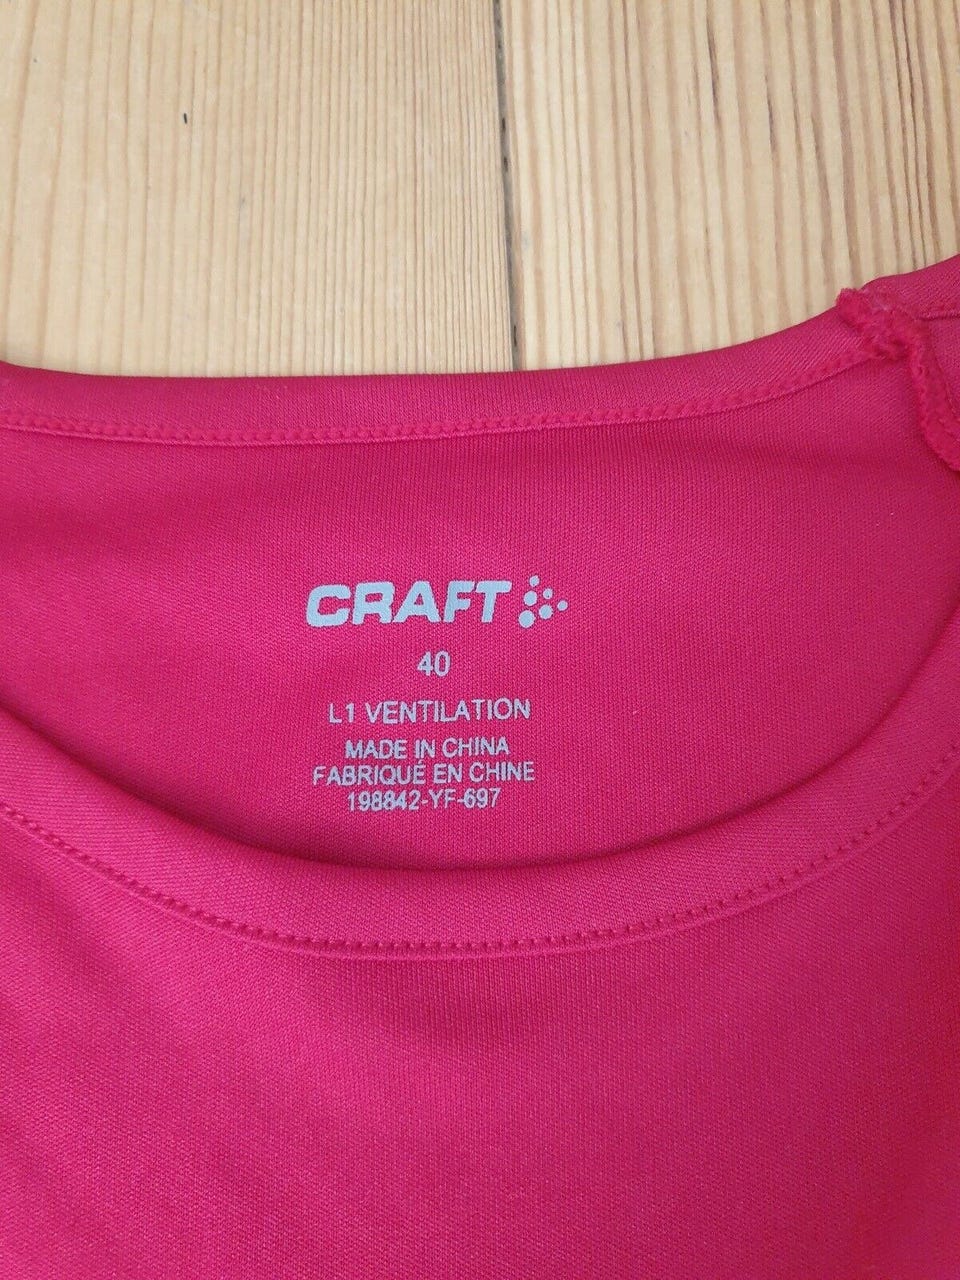 CRAFT
40
L1 VENTILATION
MADE IN CHINA
FABRIQUÉ EN CHINE
198842-YF-697